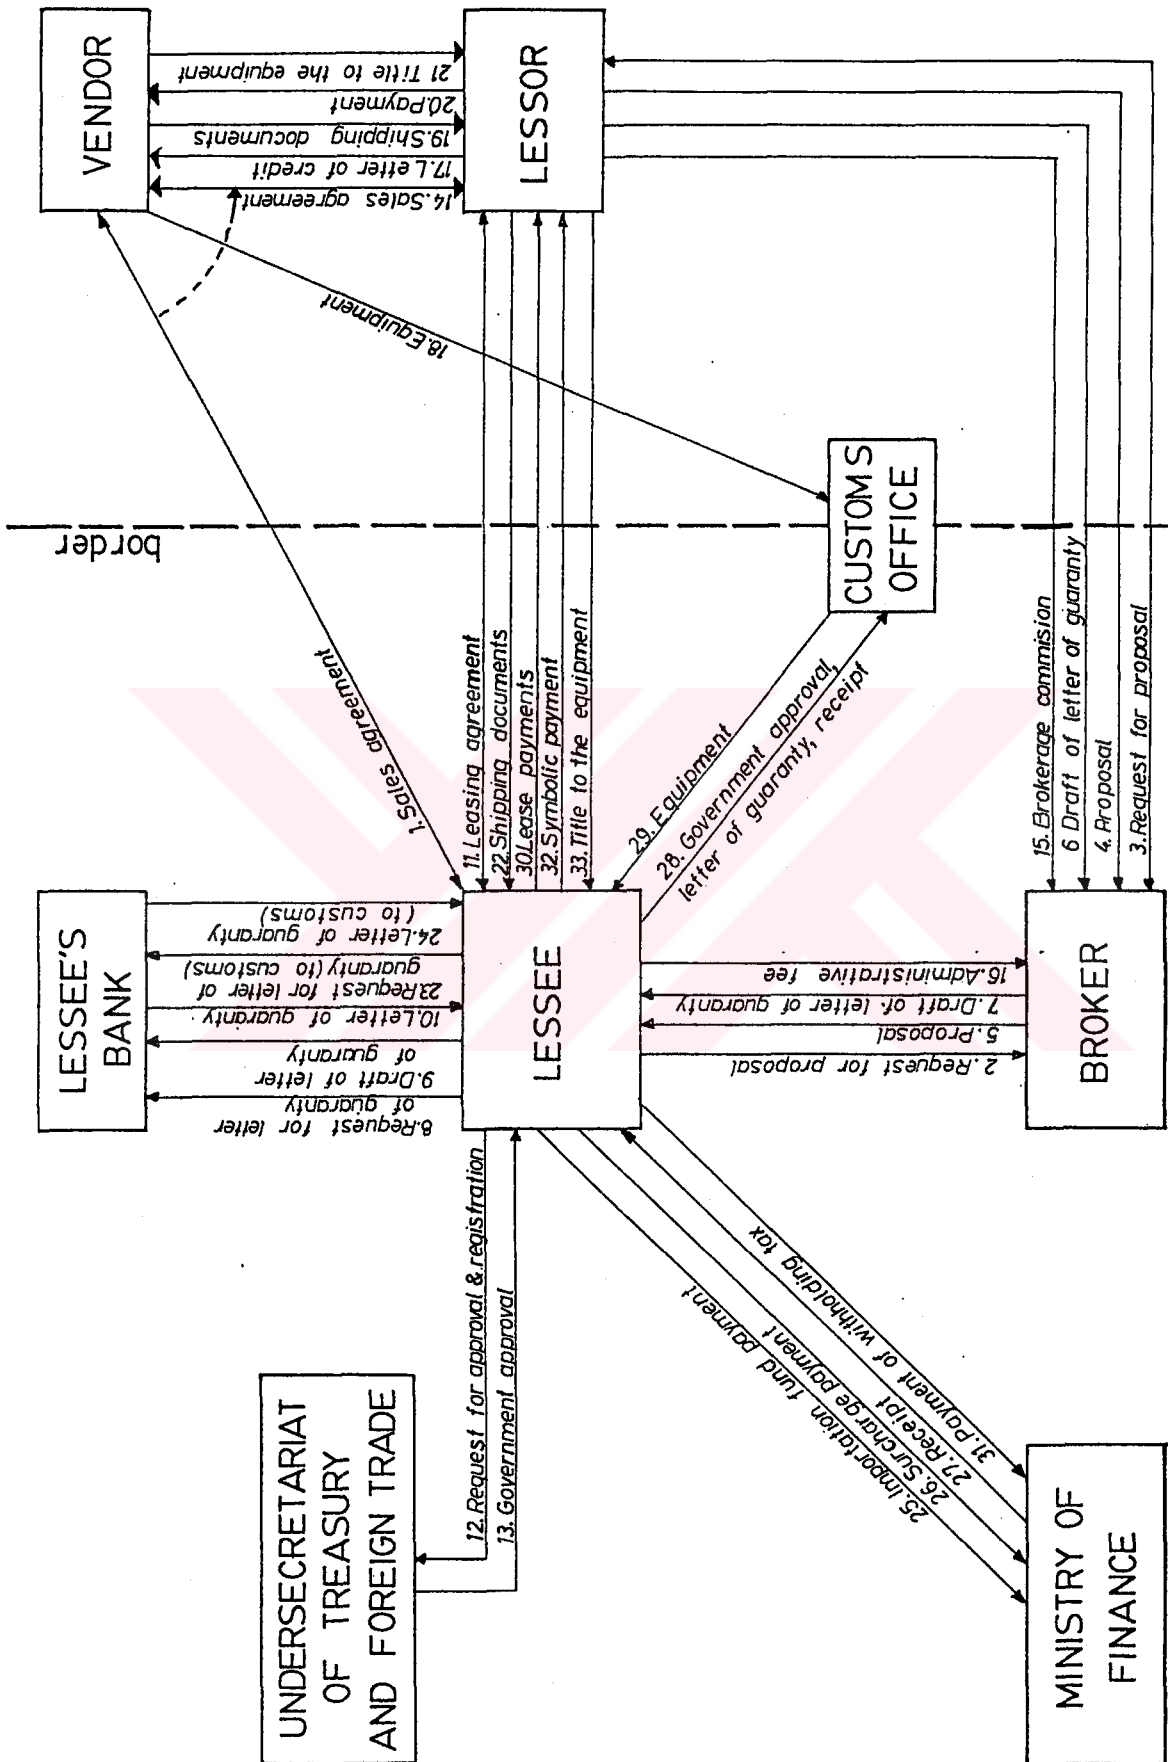 UNDERSECRETARIAT
OF TREASURY
AND FOREIGN TRADE
LESSEE'S
BANK
border
VENDOR
8.Request for letter
of guaranty
9.Draft of letter
of guaranty
10.Letter of guaranty
23.Request for letter of
guaranty (to customs)
24.Letter of guaranty
(to customs)
1.Sales agreement
14.Sales agreement
17.Letter of credit
19.Shipping documents
20.Payment
21 Title to the equipment
18.Equipment
12.Request for approval & registration
13. Government approval
LESSEE
11. Leasing agreement
22.Shipping documents
30.Lease payments
32.Symbolic payment
33.Title to the equipment
LESSOR
29. Equipment
28. Government approval,
letter of guaranty, receipt
CUSTOMS
OFFICE
25.Importation fund payment
26.Surcharge payment
27.Receipt
31.Payment of withholding tax
2. Request for proposal
5. Proposal
7. Draft of letter of guaranty
16.Administrative fee
MINISTRY OF
FINANCE
BROKER
15. Brokerage commision
6 Draft of letter of guaranty
4. Proposal
3.Request for proposal